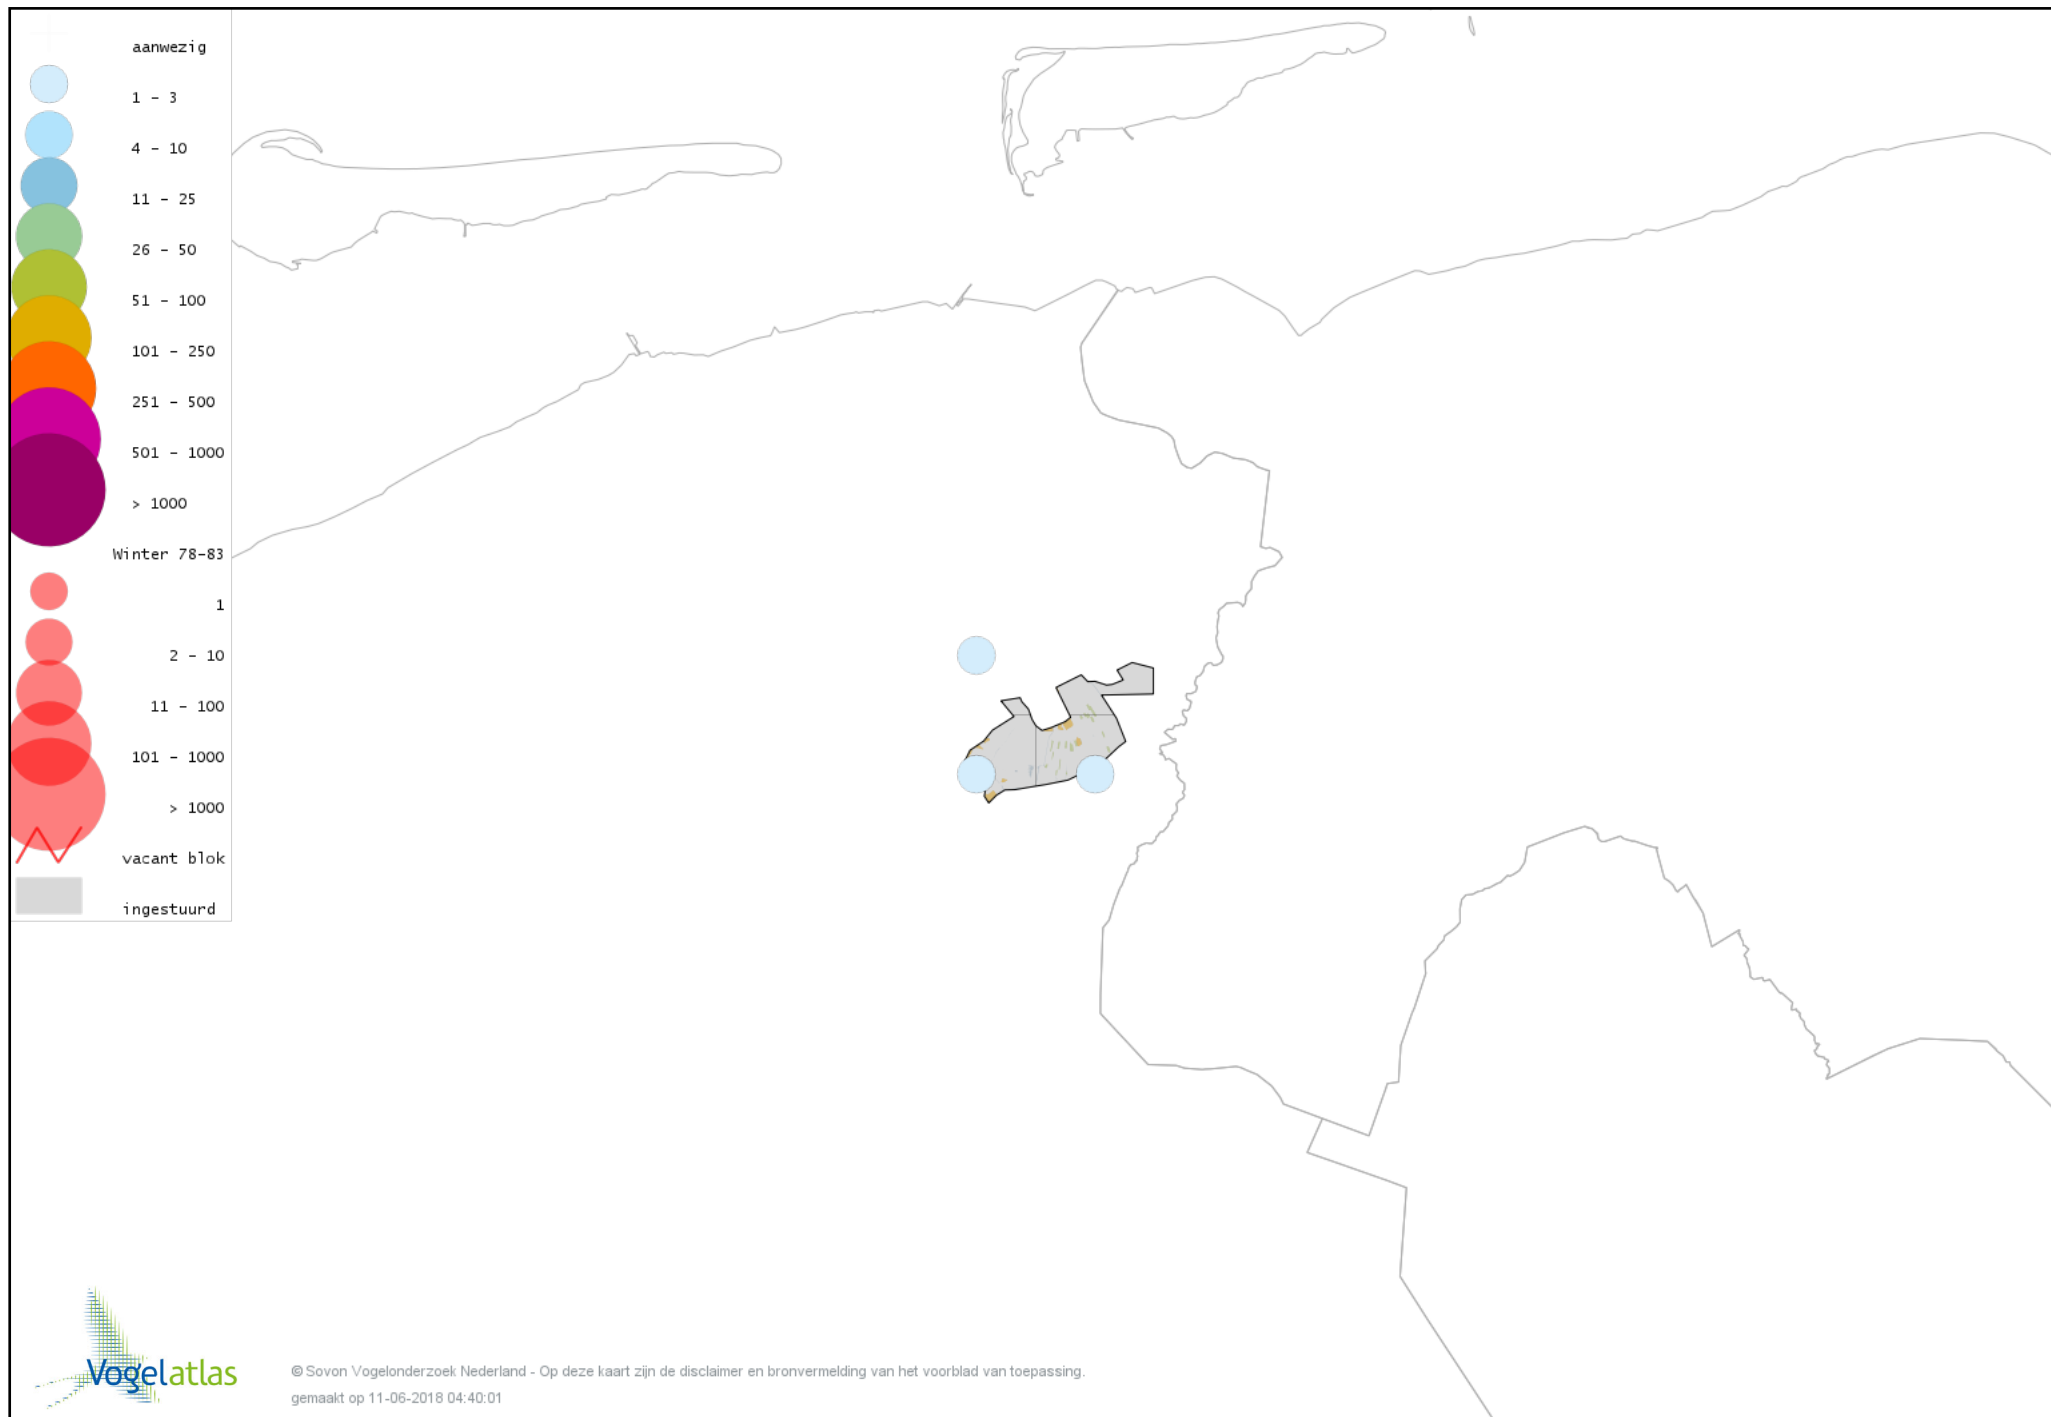 aanwezig
1 - 3
4 - 10
11 - 25
26 - 50
51 - 100
101 - 250
251 - 500
501 - 1000
> 1000
Winter 78-83
1
2 - 10
11 - 100
101 - 1000
> 1000
vacant blok
ingestuurd
Vogelatlas
© Sovon Vogelonderzoek Nederland - Op deze kaart zijn de disclaimer en bronvermelding van het voorblad van toepassing.
gemaakt op 11-06-2018 04:40:01